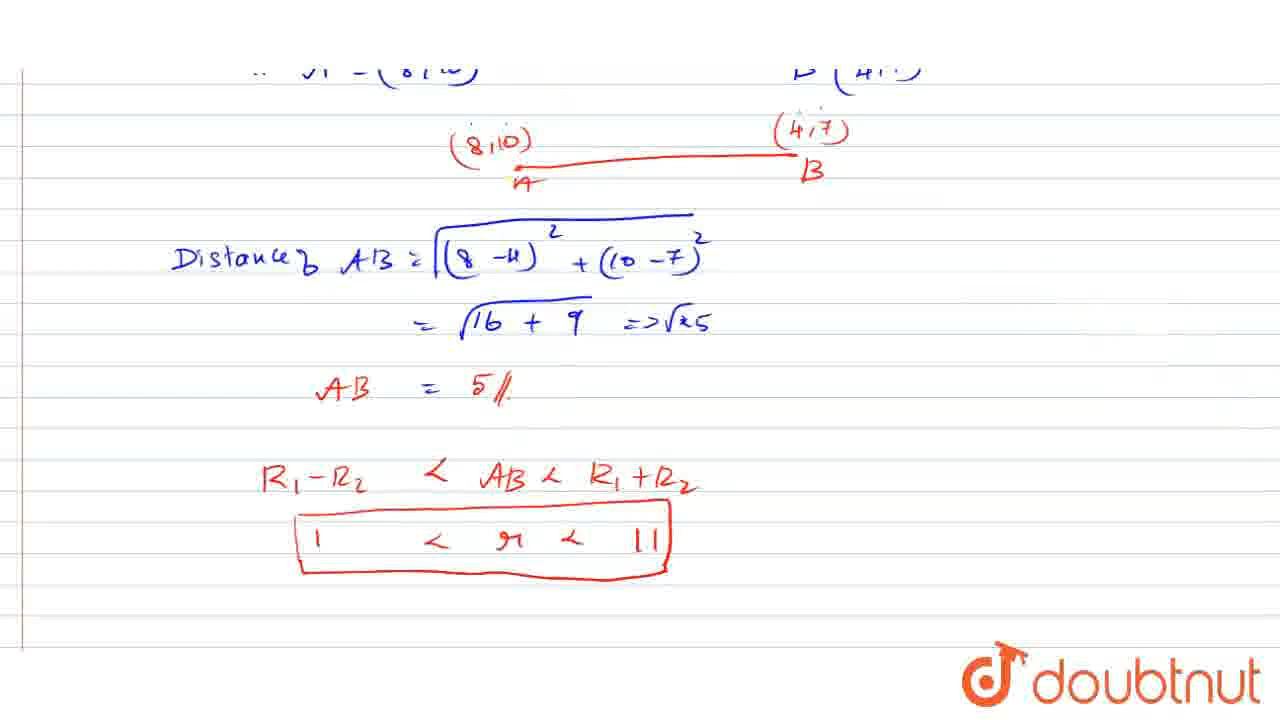 (8,10) (4,7)
A B
Distance of AB = √(8-4)² + (10-7)²
= √16 + 9 => √25
AB = 5//.
R₁-R₂ < AB < R₁+R₂
1 < r < 11
doubtnut